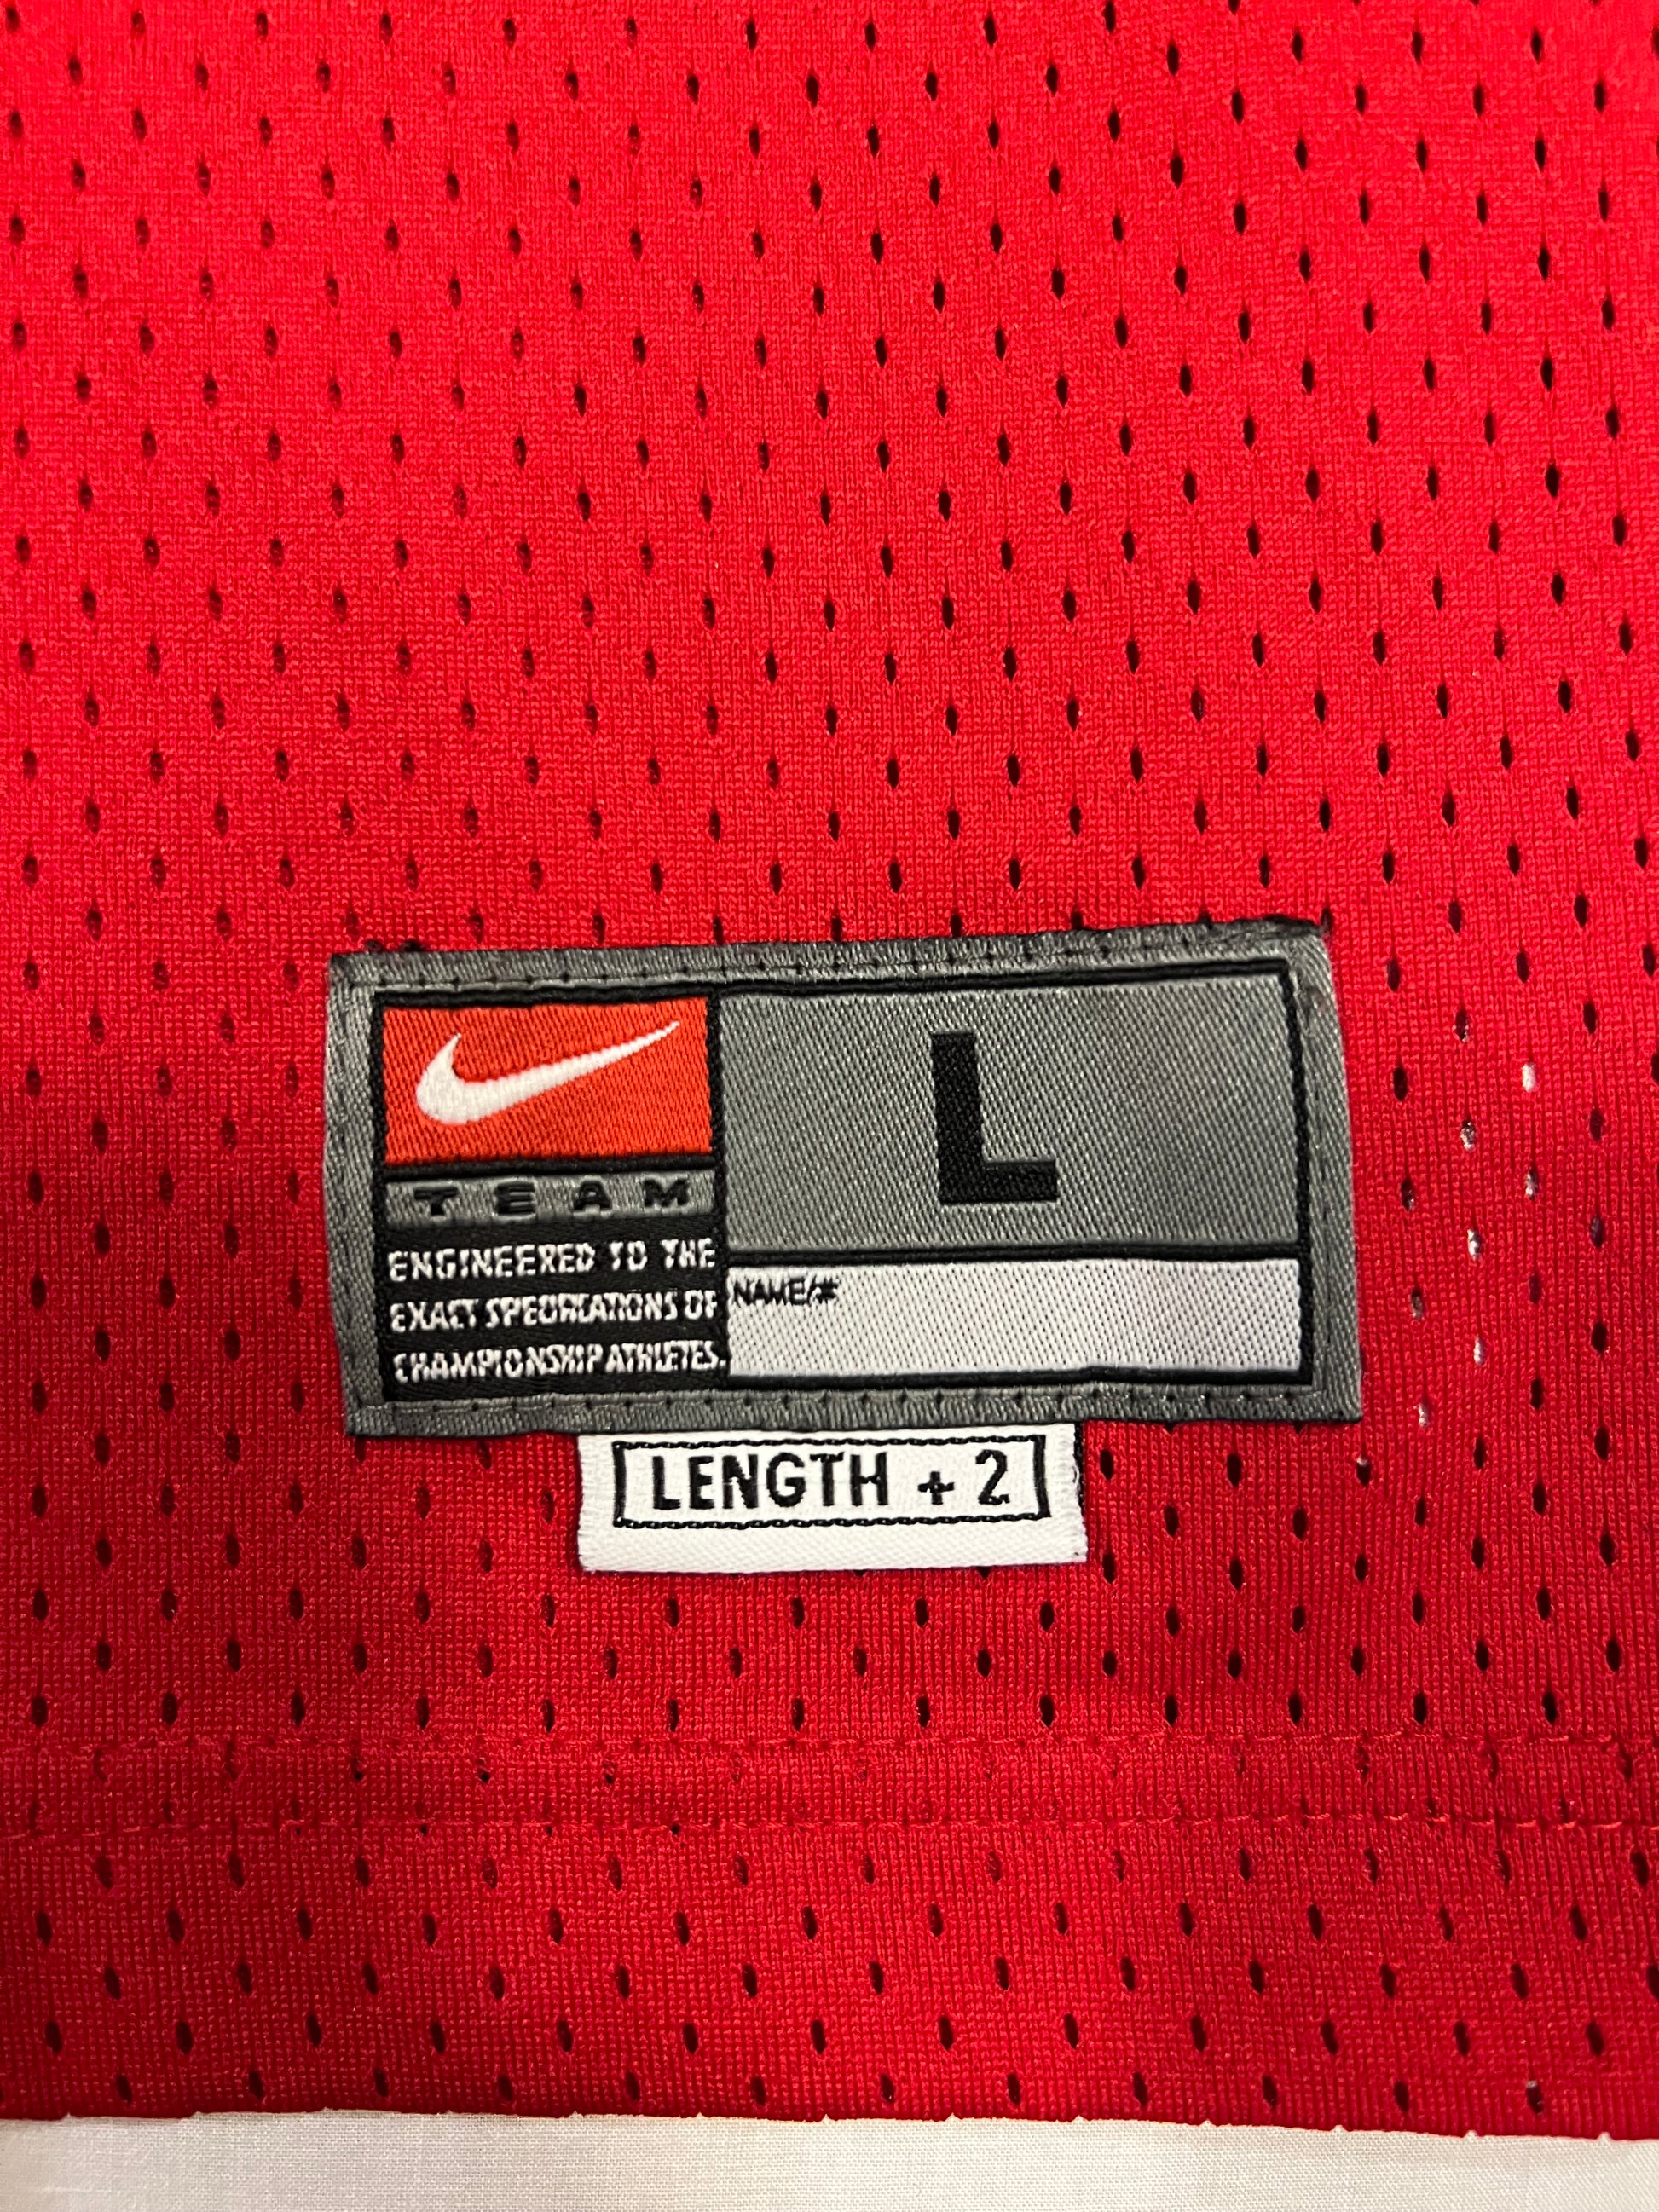 TEAM
ENGINEERED TO THE
EXACT SPECIFICATIONS OF
CHAMPIONSHIP ATHLETES.
L
NAME/#
LENGTH + 2